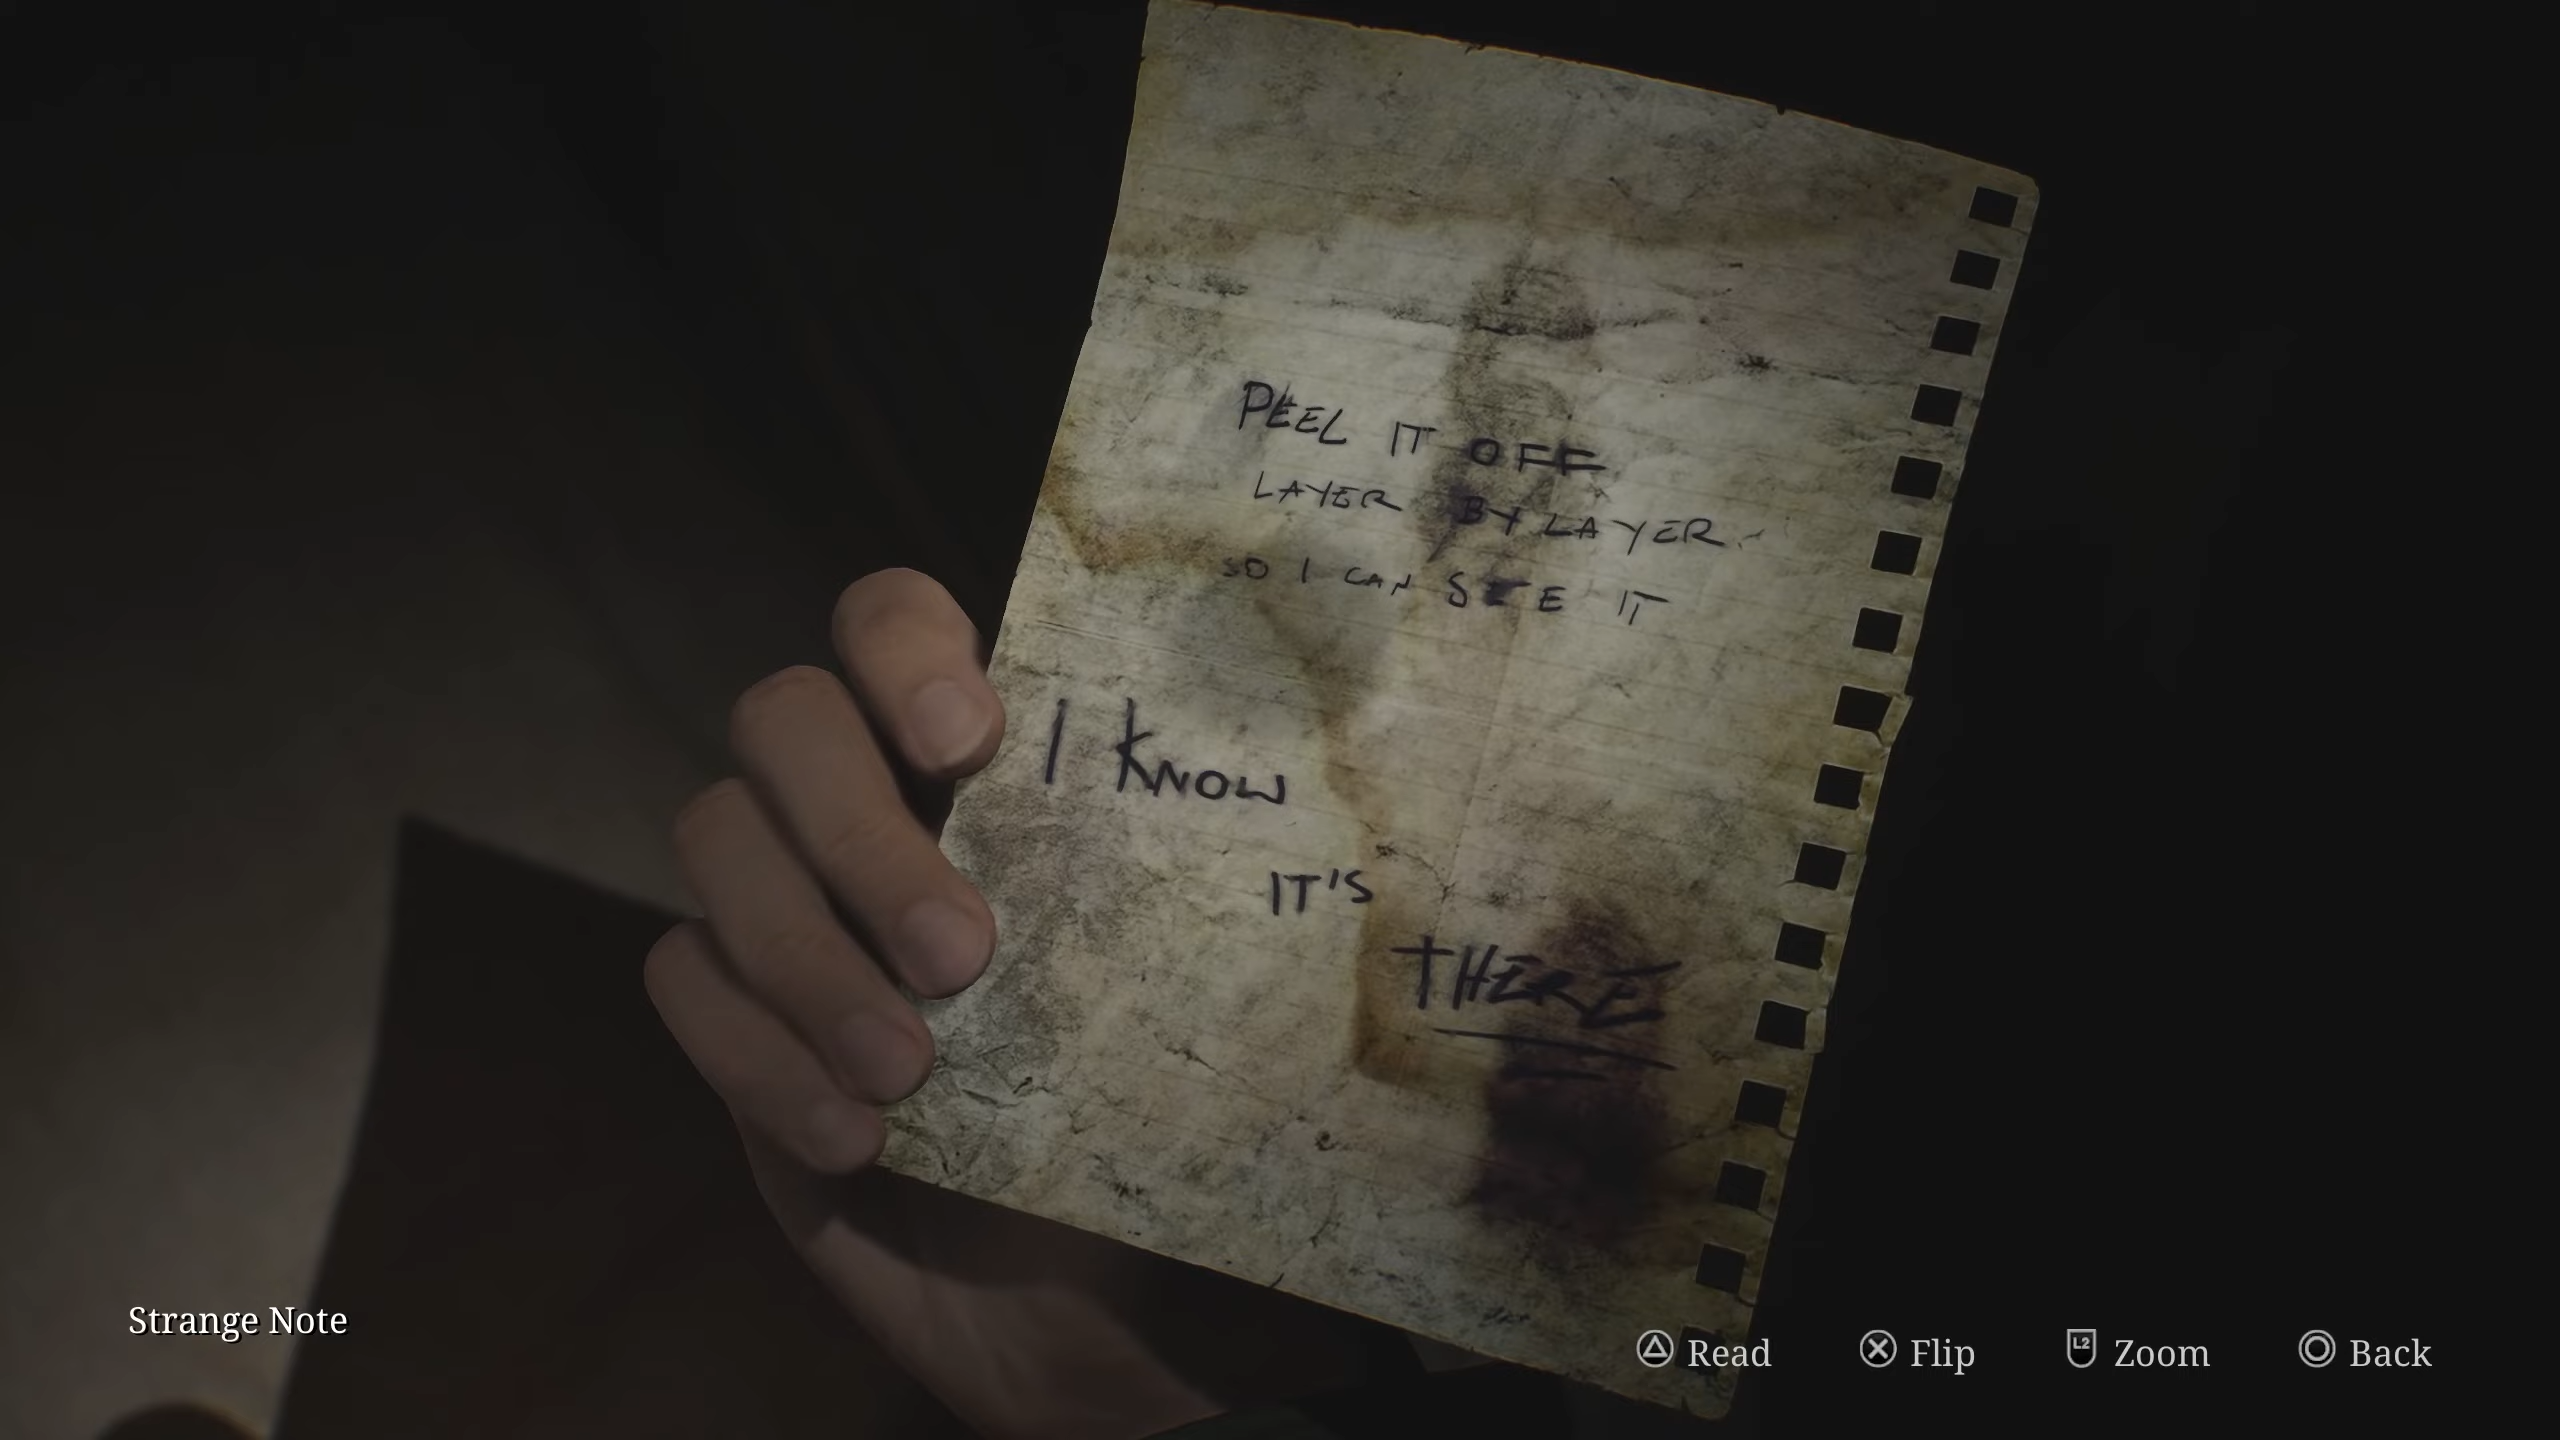 PEEL IT OFF
LAYER BY LAYER
SO I CAN SEE IT
I KNOW
IT'S
THERE
Strange Note
Read
L2
Flip
Zoom
Back